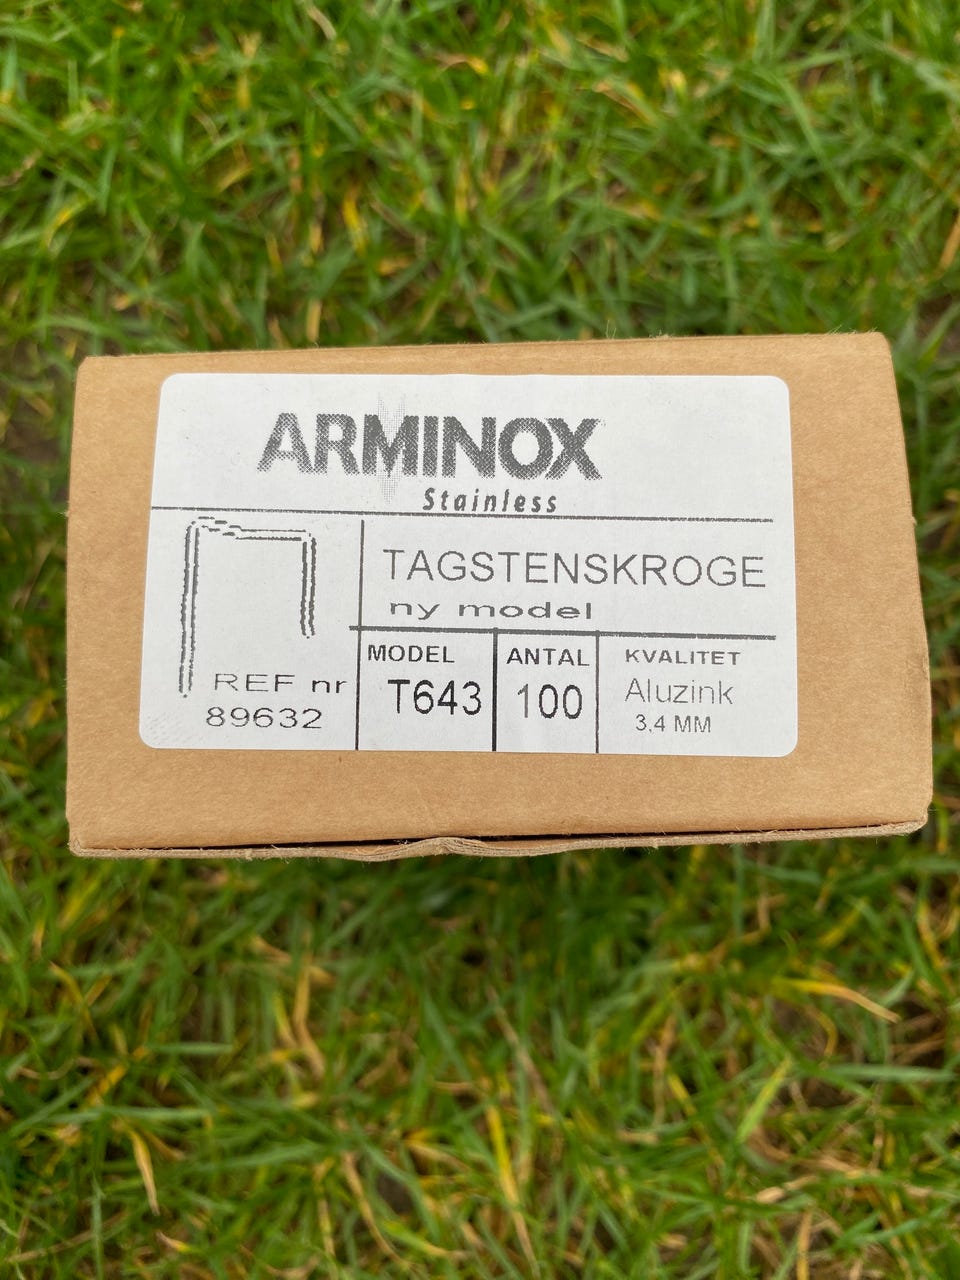 ARMINOX
Stainless
TAGSTENSKROGE
ny model
REF nr
89632
MODEL
T643
ANTAL
100
KVALITET
Aluzink
3,4 MM